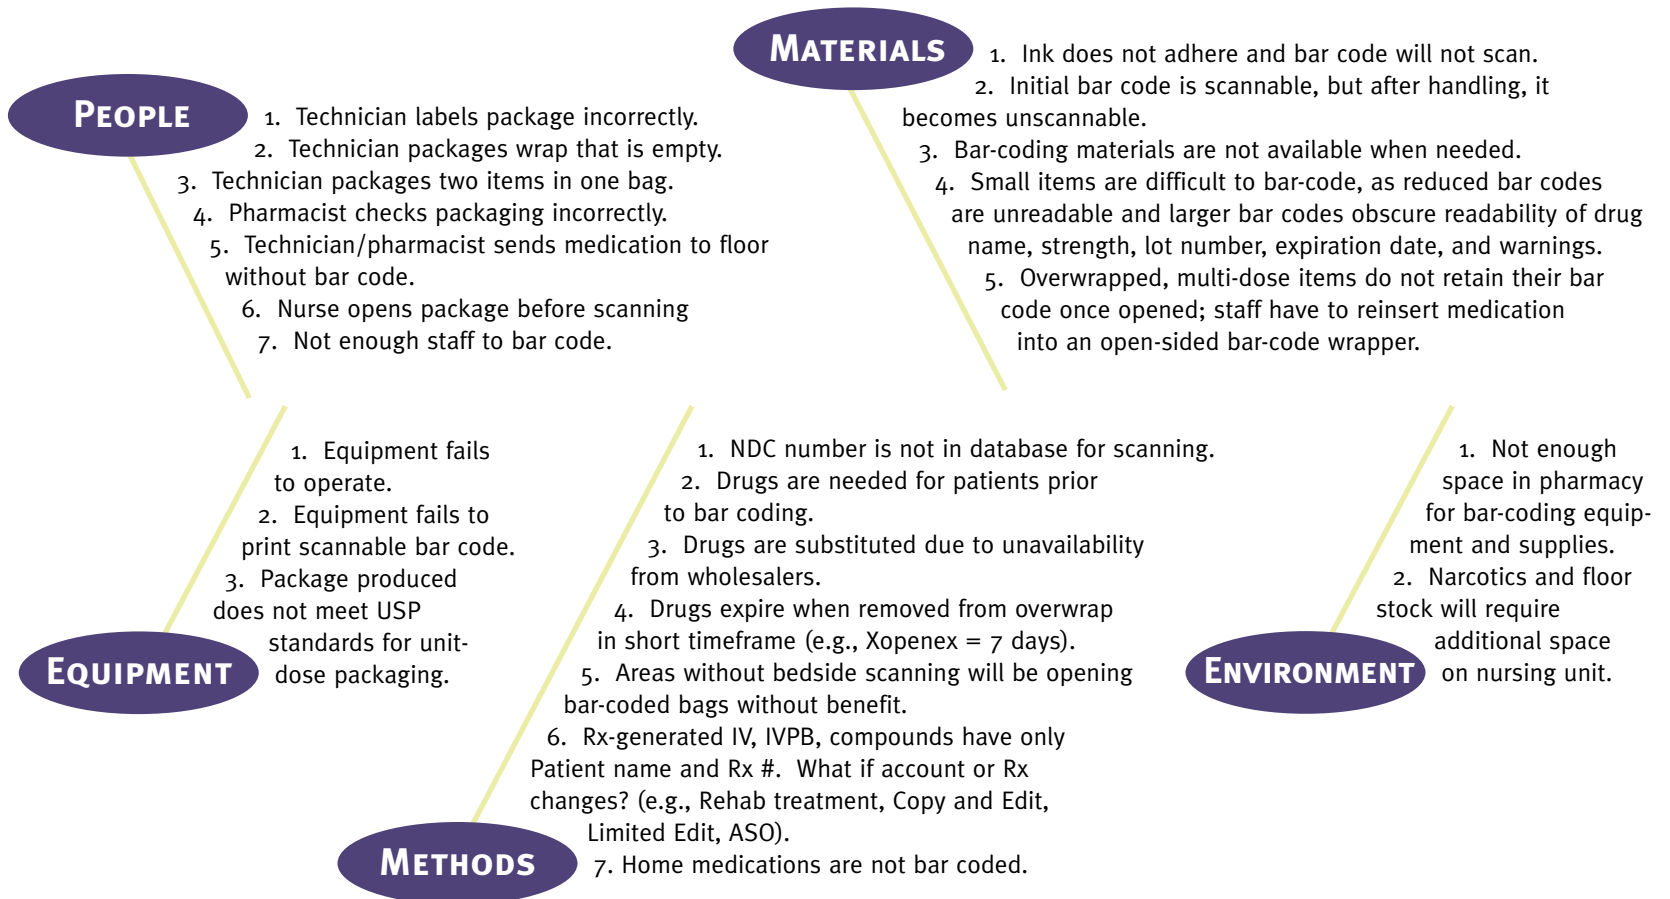 PEOPLE
1. Technician labels package incorrectly.
2. Technician packages wrap that is empty.
3. Technician packages two items in one bag.
4. Pharmacist checks packaging incorrectly.
5. Technician/pharmacist sends medication to floor
without bar code.
6. Nurse opens package before scanning
7. Not enough staff to bar code.
MATERIALS
1. Ink does not adhere and bar code will not scan.
2. Initial bar code is scannable, but after handling, it
becomes unscannable.
3. Bar-coding materials are not available when needed.
4. Small items are difficult to bar-code, as reduced bar codes
are unreadable and larger bar codes obscure readability of drug
name, strength, lot number, expiration date, and warnings.
5. Overwrapped, multi-dose items do not retain their bar
code once opened; staff have to reinsert medication
into an open-sided bar-code wrapper.
1. Equipment fails
to operate.
2. Equipment fails to
print scannable bar code.
3. Package produced
does not meet USP
standards for unit-
dose packaging.
EQUIPMENT
1. NDC number is not in database for scanning.
2. Drugs are needed for patients prior
to bar coding.
3. Drugs are substituted due to unavailability
from wholesalers.
4. Drugs expire when removed from overwrap
in short timeframe (e.g., Xopenex = 7 days).
5. Areas without bedside scanning will be opening
bar-coded bags without benefit.
6. Rx-generated IV, IVPB, compounds have only
Patient name and Rx #. What if account or Rx
changes? (e.g., Rehab treatment, Copy and Edit,
Limited Edit, ASO).
7. Home medications are not bar coded.
METHODS
1. Not enough
space in pharmacy
for bar-coding equip-
ment and supplies.
2. Narcotics and floor
stock will require
additional space
on nursing unit.
ENVIRONMENT